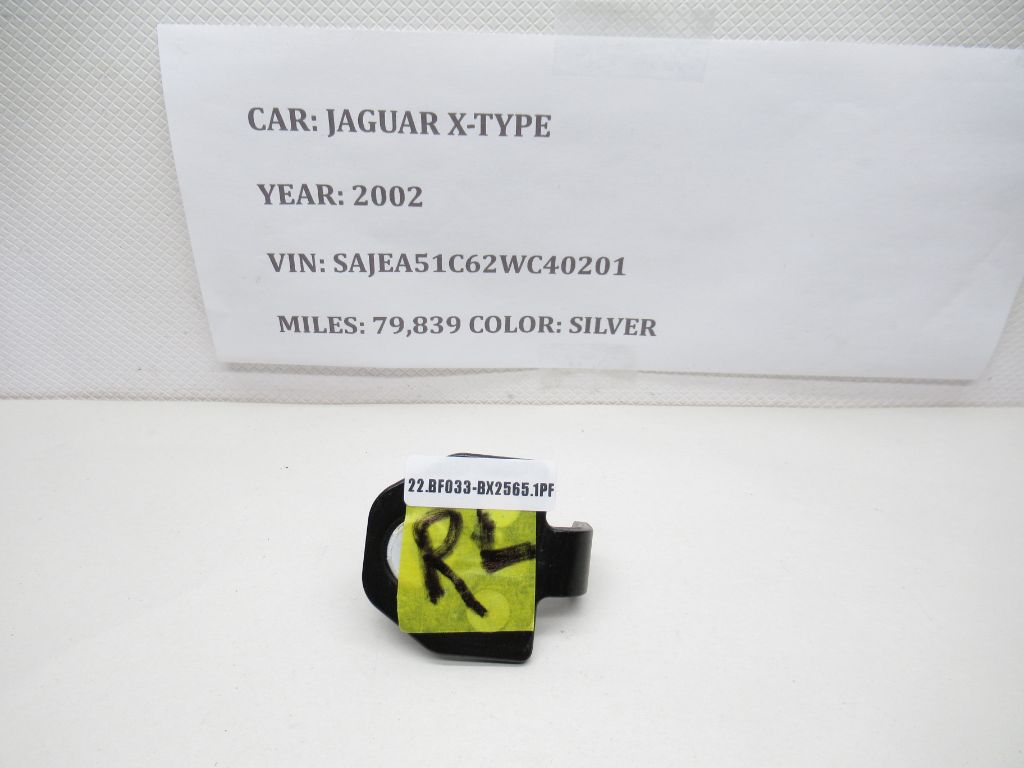 CAR: JAGUAR X-TYPE
YEAR: 2002
VIN: SAJEA51C62WC40201
MILES: 79,839 COLOR: SILVER
22.BF033-BX2565.1PF
RL